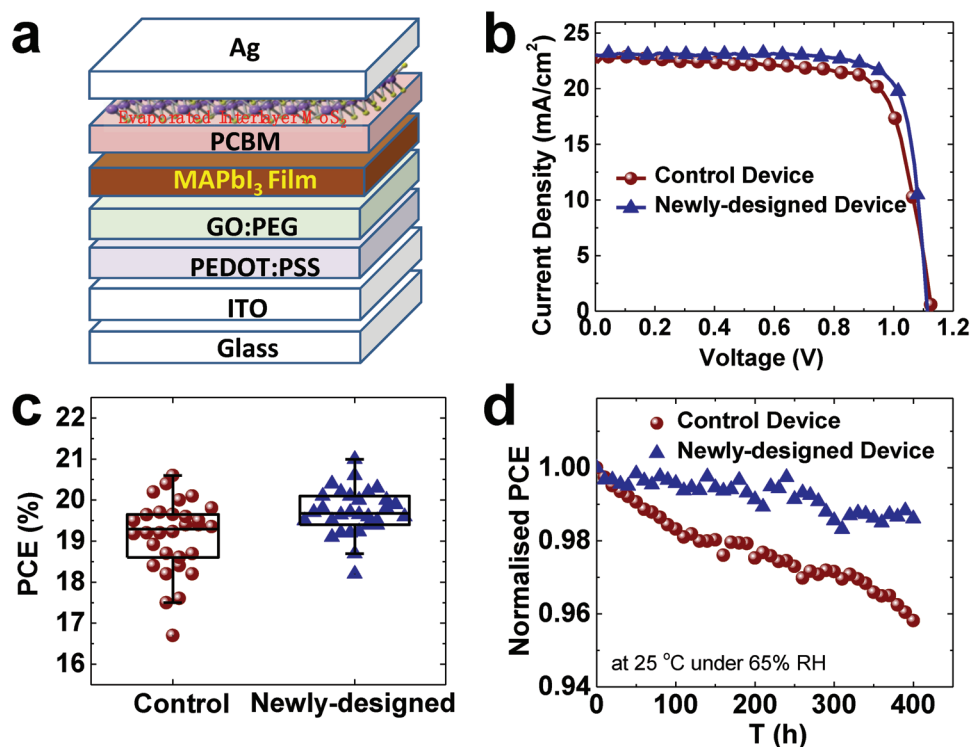 a
Ag
Evaporated Interlayer MoS₂
PCBM
MAPbI₃ Film
GO:PEG
PEDOT:PSS
ITO
Glass
b
Current Density (mA/cm²)
25
20
15
10
5
0
Control Device
Newly-designed Device
0.0 0.2 0.4 0.6 0.8 1.0 1.2
Voltage (V)
c
PCE (%)
22
21
20
19
18
17
16
Control Newly-designed
d
Normalised PCE
Control Device
Newly-designed Device
1.00
0.98
0.96
0.94
at 25 °C under 65% RH
0 100 200 300 400
T (h)